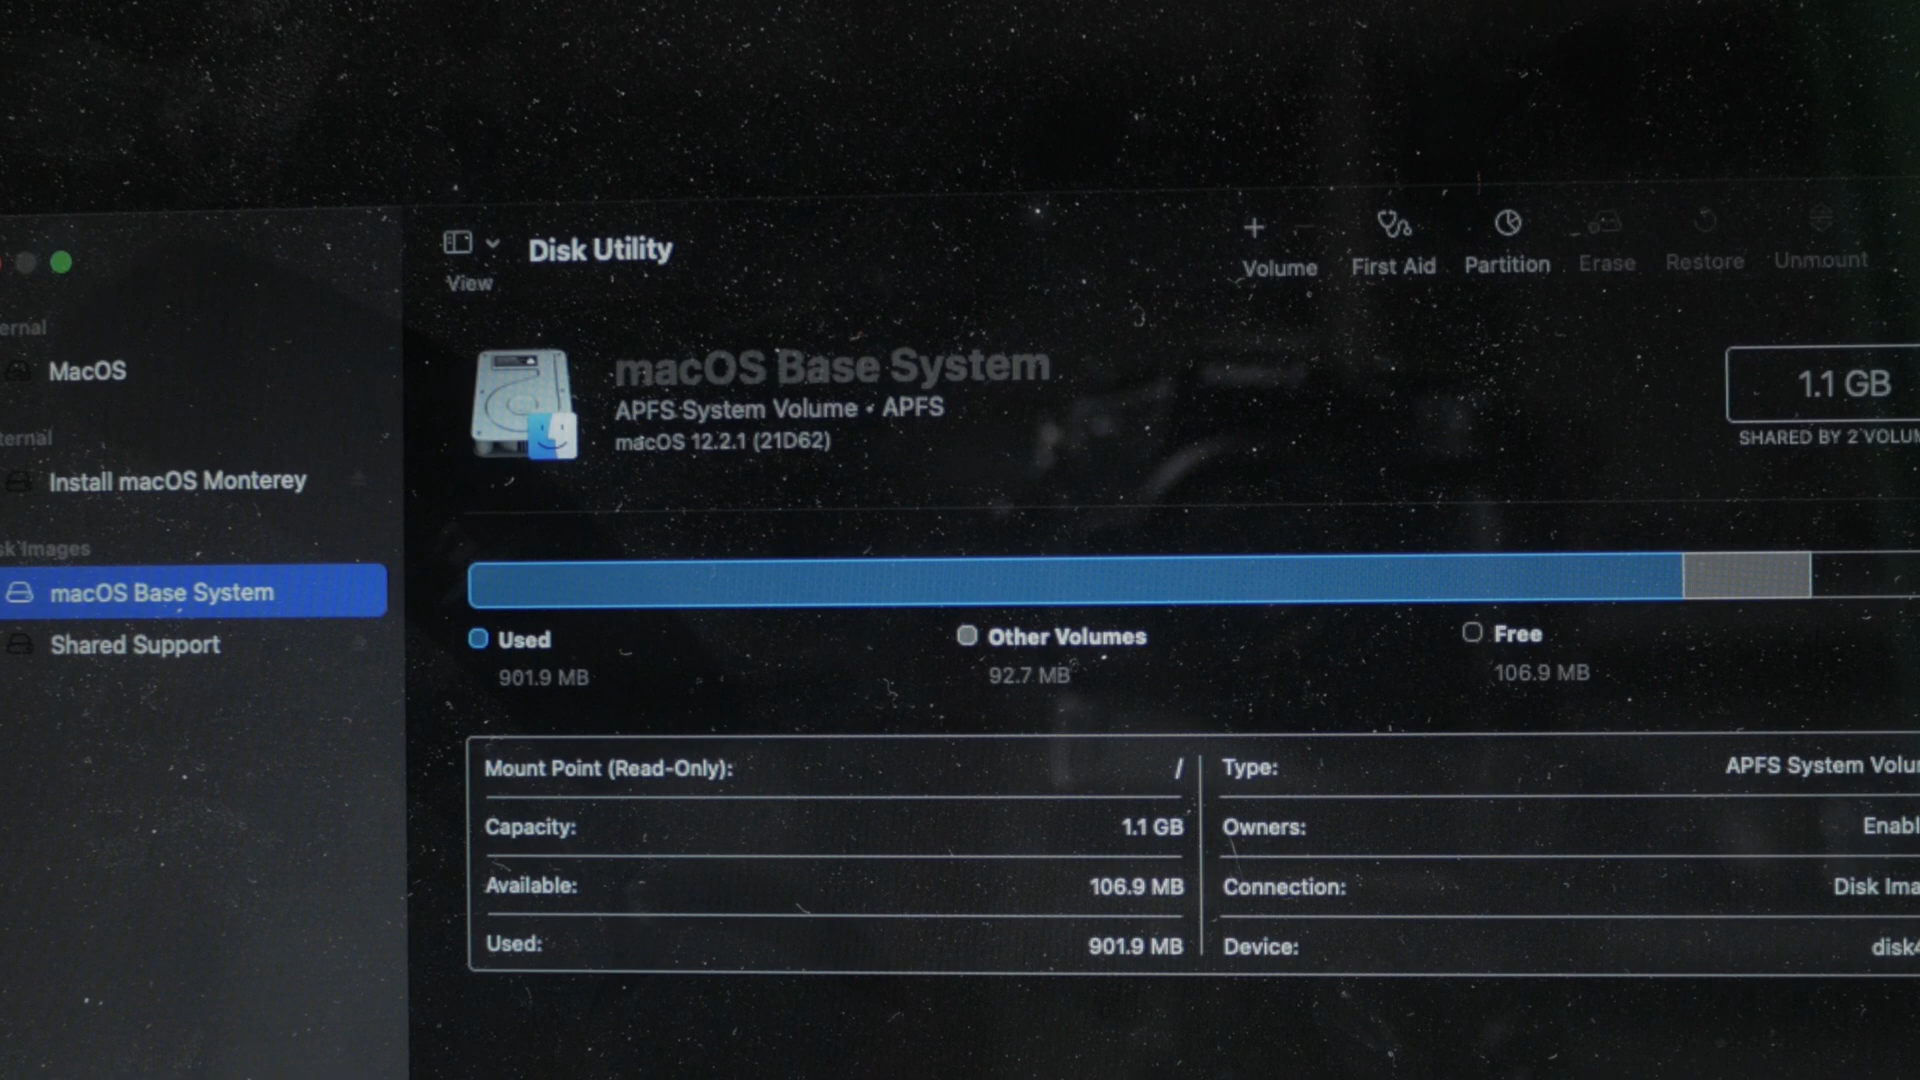 Disk Utility
View
Volume
First Aid
Partition
Erase
Restore
Unmount
ernal
MacOS
ternal
Install macOS Monterey
sk Images
macOS Base System
Shared Support
macOS Base System
APFS System Volume • APFS
macOS 12.2.1 (21D62)
1.1 GB
SHARED BY 2 VOLUM
Used
901.9 MB
Other Volumes
92.7 MB
Free
106.9 MB
Mount Point (Read-Only): /
Type: APFS System Volu
Capacity: 1.1 GB
Owners: Enabl
Available: 106.9 MB
Connection: Disk Ima
Used: 901.9 MB
Device: disk4